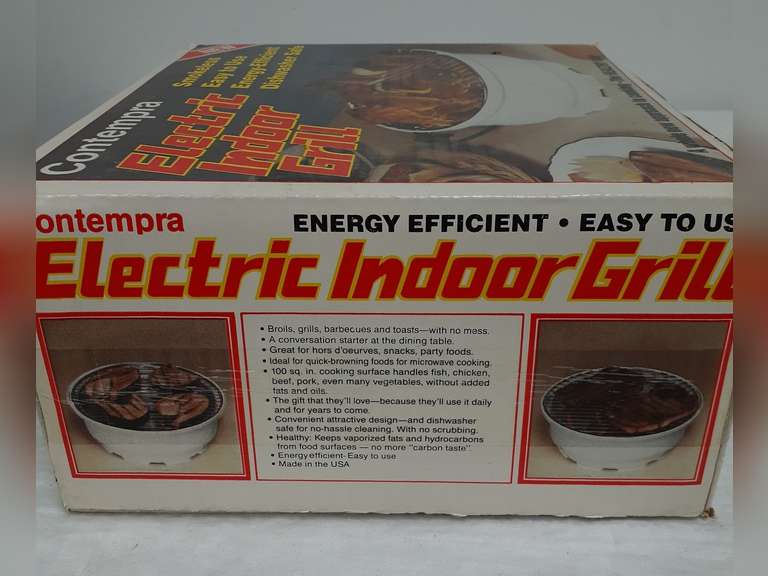 Contempra
Electric
Indoor
Grill
Smokeless
Easy to Use
Energy-Efficient
Dishwasher Safe
ontempra
ENERGY EFFICIENT • EASY TO US
Electric Indoor Gril
• Broils, grills, barbecues and toasts—with no mess.
• A conversation starter at the dining table.
• Great for hors d'oeurves, snacks, party foods.
• Ideal for quick-browning foods for microwave cooking.
• 100 sq. in. cooking surface handles fish, chicken,
beef, pork, even many vegetables, without added
fats and oils.
• The gift that they'll love—because they'll use it daily
and for years to come.
• Convenient attractive design—and dishwasher
safe for no-hassle cleaning. With no scrubbing.
• Healthy: Keeps vaporized fats and hydrocarbons
from food surfaces — no more "carbon taste".
• Energy efficient-Easy to use
• Made in the USA